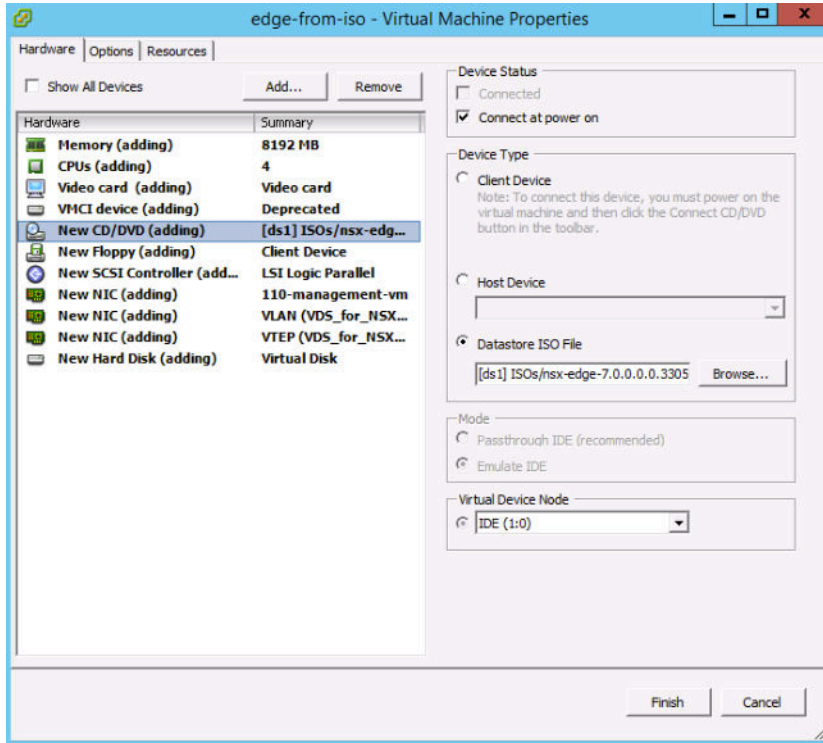 edge-from-iso - Virtual Machine Properties
Hardware Options Resources
Show All Devices Add... Remove
Hardware Summary
Memory (adding) 8192 MB
CPUs (adding) 4
Video card (adding) Video card
VMCI device (adding) Deprecated
New CD/DVD (adding) [ds1] ISOs/nsx-edg...
New Floppy (adding) Client Device
New SCSI Controller (add... LSI Logic Parallel
New NIC (adding) 110-management-vm
New NIC (adding) VLAN (VDS_for_NSX...
New NIC (adding) VTEP (VDS_for_NSX...
New Hard Disk (adding) Virtual Disk
Device Status
Connected
Connect at power on
Device Type
Client Device
Note: To connect this device, you must power on the
virtual machine and then click the Connect CD/DVD
button in the toolbar.
Host Device
Datastore ISO File
[ds1] ISOs/nsx-edge-7.0.0.0.0.3305 Browse...
Mode
Passthrough IDE (recommended)
Emulate IDE
Virtual Device Node
IDE (1:0)
Finish Cancel